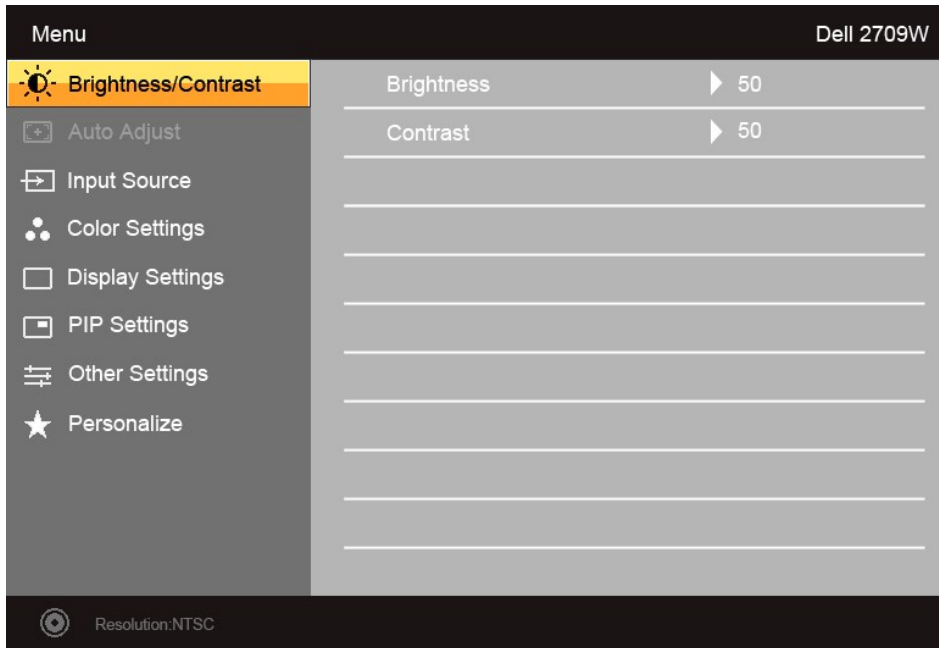 Menu Dell 2709W
Brightness/Contrast Brightness 50
Auto Adjust Contrast 50
Input Source
Color Settings
Display Settings
PIP Settings
Other Settings
Personalize
Resolution:NTSC